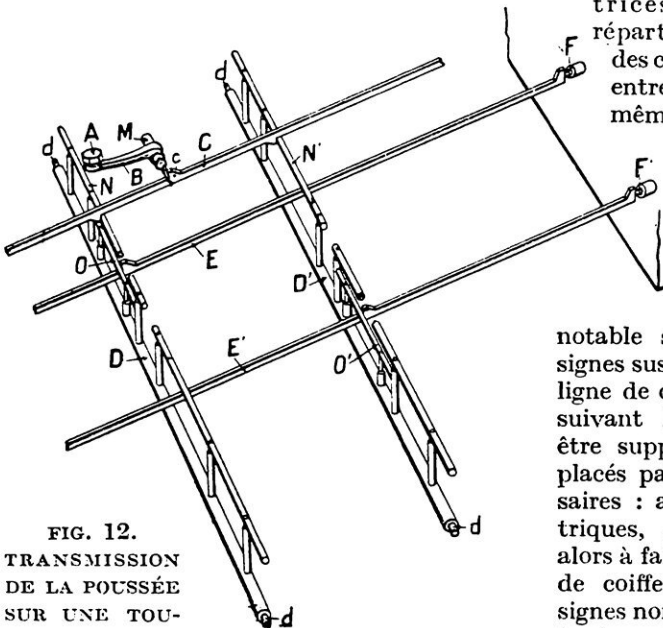 trices
répart
des c
entre
mêm
F
d
A
M
d
C
c
B
N
N'
F'
O
E
D'
D
E'
O'
d
d
notable s
signes sus
ligne de c
suivant
être supp
placés pa
saires : a
triques,
alors à fa
de coiffe
signes no
FIG. 12.
TRANSMISSION
DE LA POUSSÉE
SUR UNE TOU-